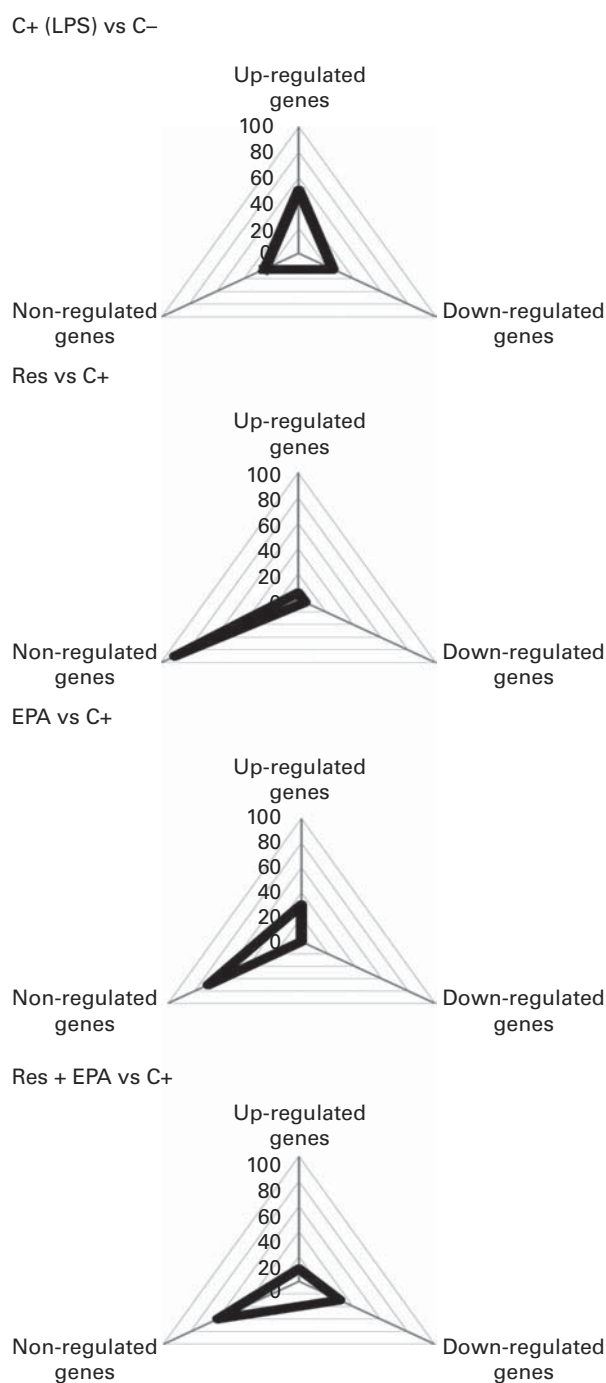 C+ (LPS) vs C–
Up-regulated
genes
100
80
60
40
20
0
Non-regulated
genes
Down-regulated
genes
Res vs C+
Up-regulated
genes
100
80
60
40
20
0
Non-regulated
genes
Down-regulated
genes
EPA vs C+
Up-regulated
genes
100
80
60
40
20
0
Non-regulated
genes
Down-regulated
genes
Res + EPA vs C+
Up-regulated
genes
100
80
60
40
20
0
Non-regulated
genes
Down-regulated
genes